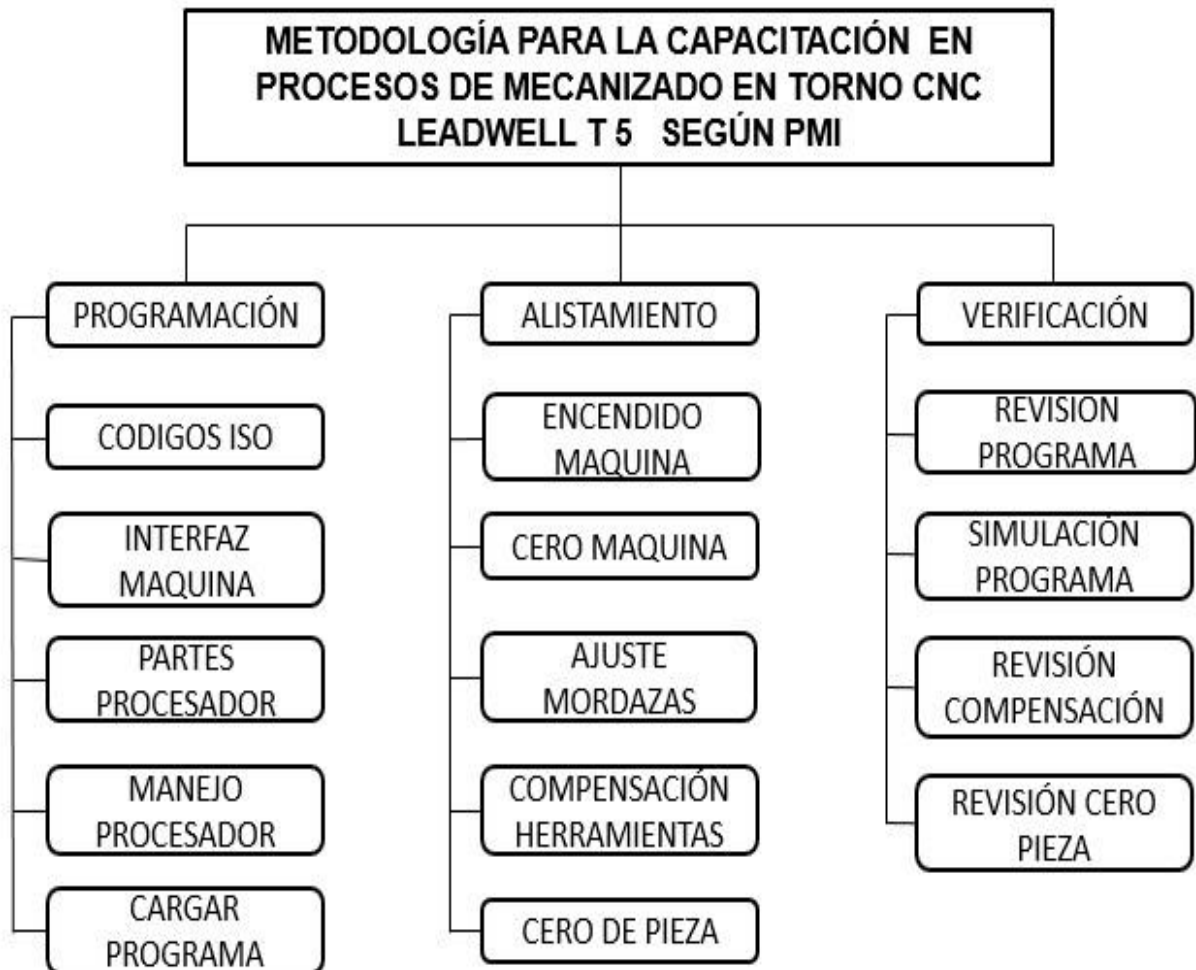 METODOLOGÍA PARA LA CAPACITACIÓN EN
PROCESOS DE MECANIZADO EN TORNO CNC
LEADWELL T 5 SEGÚN PMI
PROGRAMACIÓN
CODIGOS ISO
INTERFAZ
MAQUINA
PARTES
PROCESADOR
MANEJO
PROCESADOR
CARGAR
PROGRAMA
ALISTAMIENTO
ENCENDIDO
MAQUINA
CERO MAQUINA
AJUSTE
MORDAZAS
COMPENSACIÓN
HERRAMIENTAS
CERO DE PIEZA
VERIFICACIÓN
REVISION
PROGRAMA
SIMULACIÓN
PROGRAMA
REVISIÓN
COMPENSACIÓN
REVISIÓN CERO
PIEZA